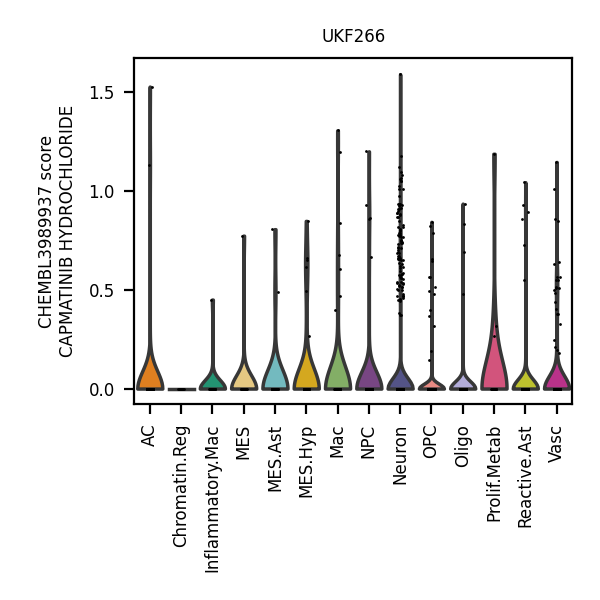 UKF266
CHEMBL3989937 score
CAPMATINIB HYDROCHLORIDE
1.5
1.0
0.5
0.0
AC
Chromatin.Reg
Inflammatory.Mac
MES
MES.Ast
MES.Hyp
Mac
NPC
Neuron
OPC
Oligo
Prolif.Metab
Reactive.Ast
Vasc